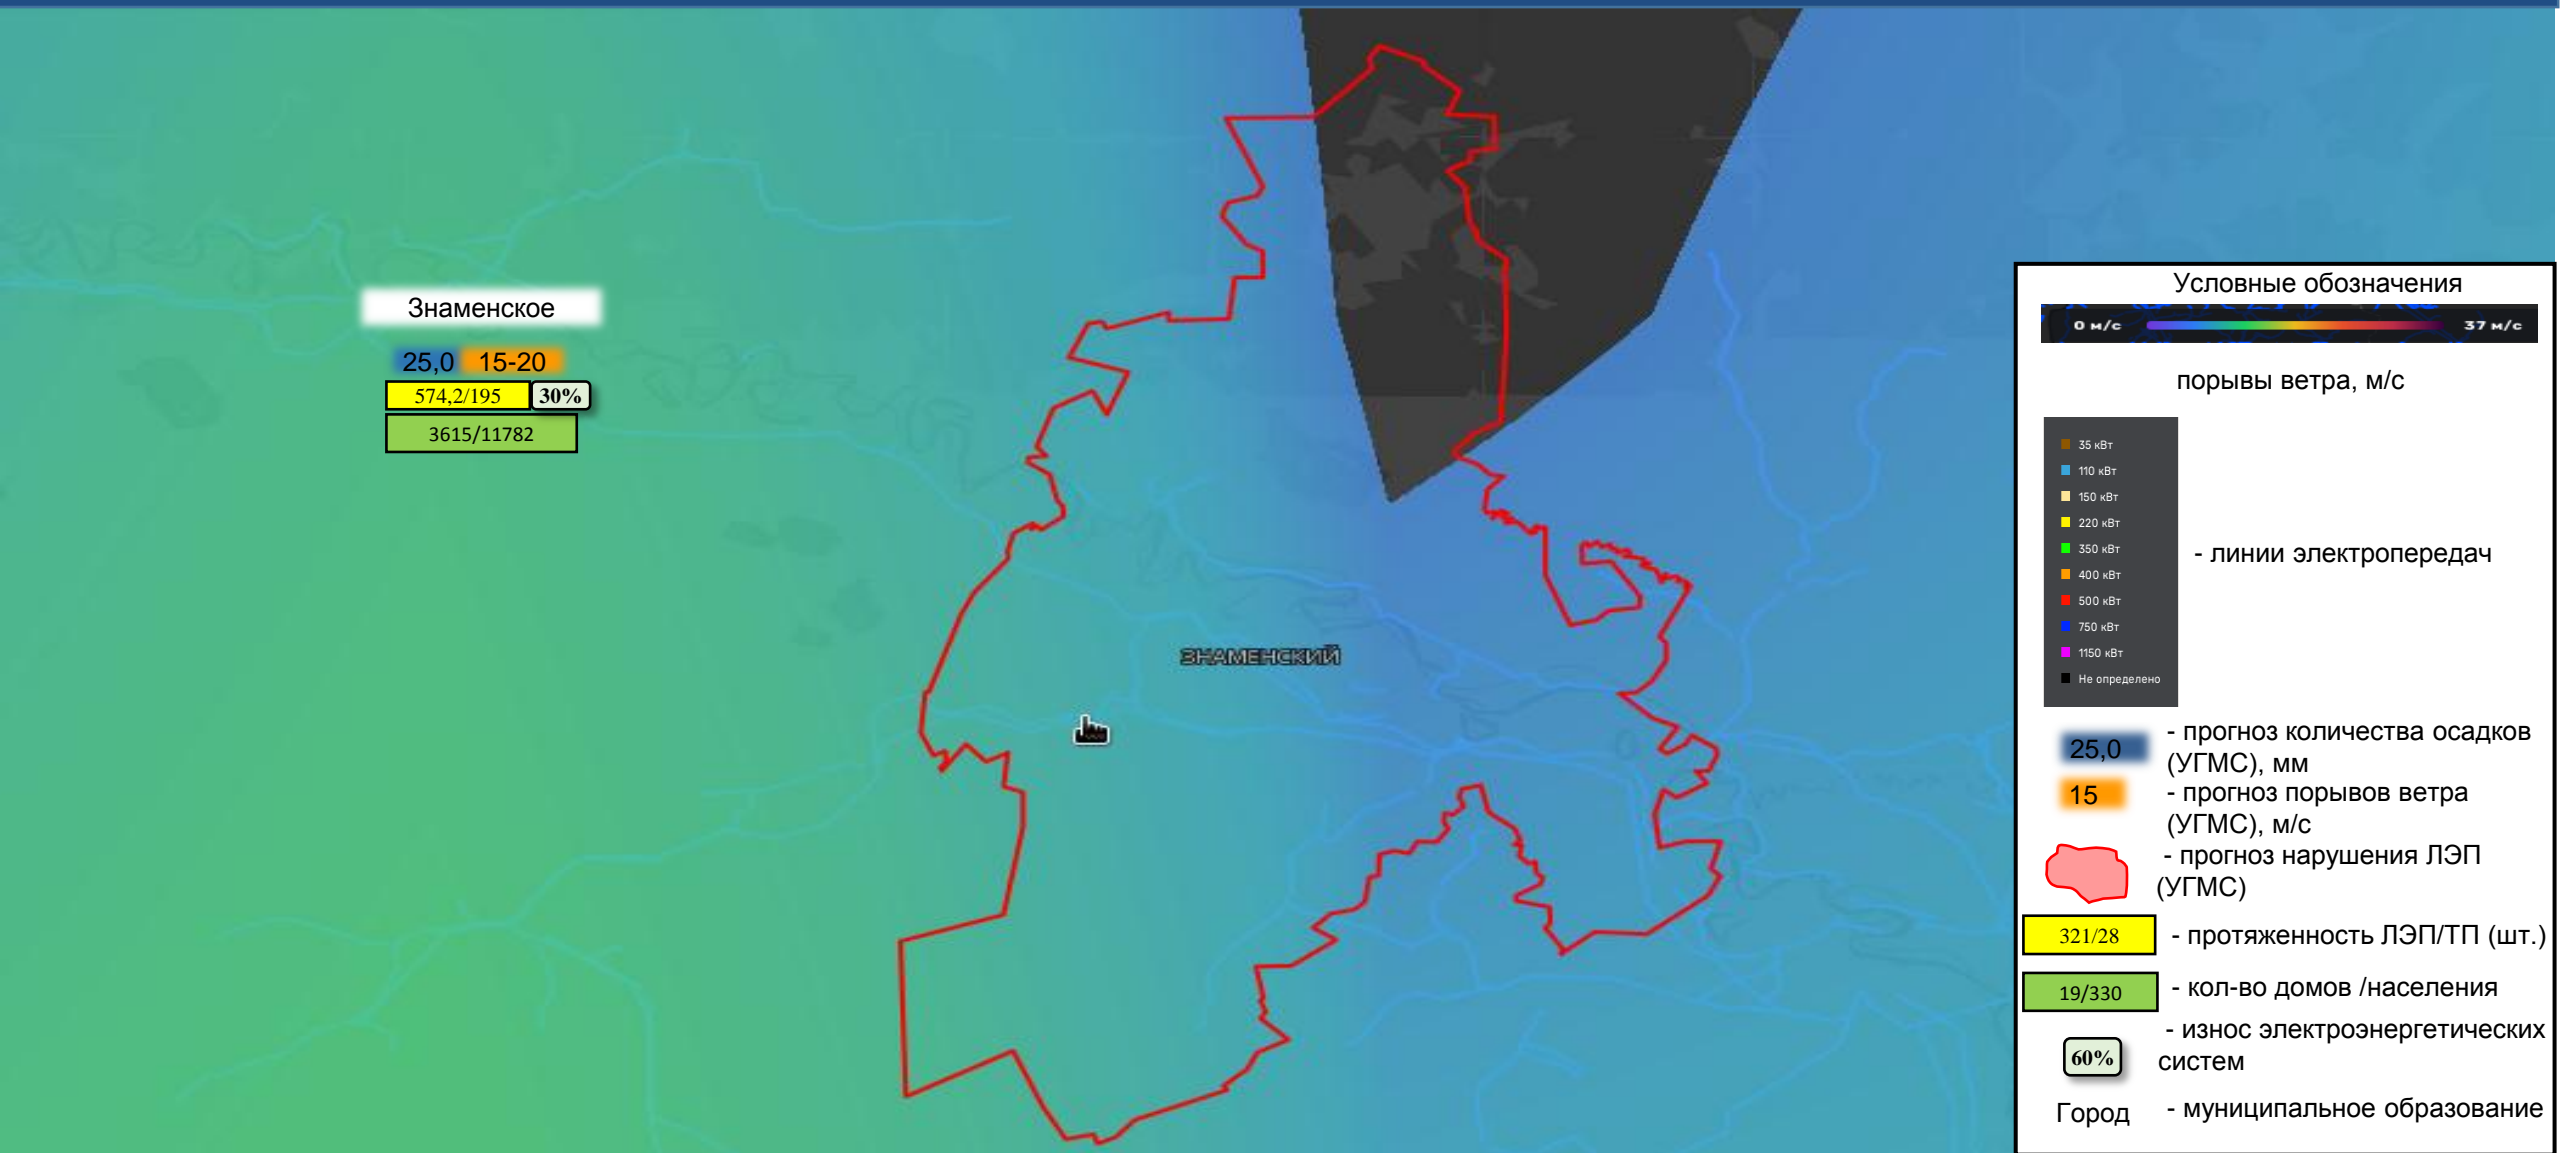 Знаменское
25,0 15-20
574,2/195 30%
3615/11782
ЗНАМЕНСКИЙ
Условные обозначения
0 м/с 37 м/с
порывы ветра, м/с
35 кВт
110 кВт
150 кВт
220 кВт
350 кВт
400 кВт
500 кВт
750 кВт
1150 кВт
Не определено
- линии электропередач
25,0 - прогноз количества осадков
(УГМС), мм
15 - прогноз порывов ветра
(УГМС), м/с
- прогноз нарушения ЛЭП
(УГМС)
321/28 - протяженность ЛЭП/ТП (шт.)
19/330 - кол-во домов /населения
- износ электроэнергетических
60% систем
Город - муниципальное образование